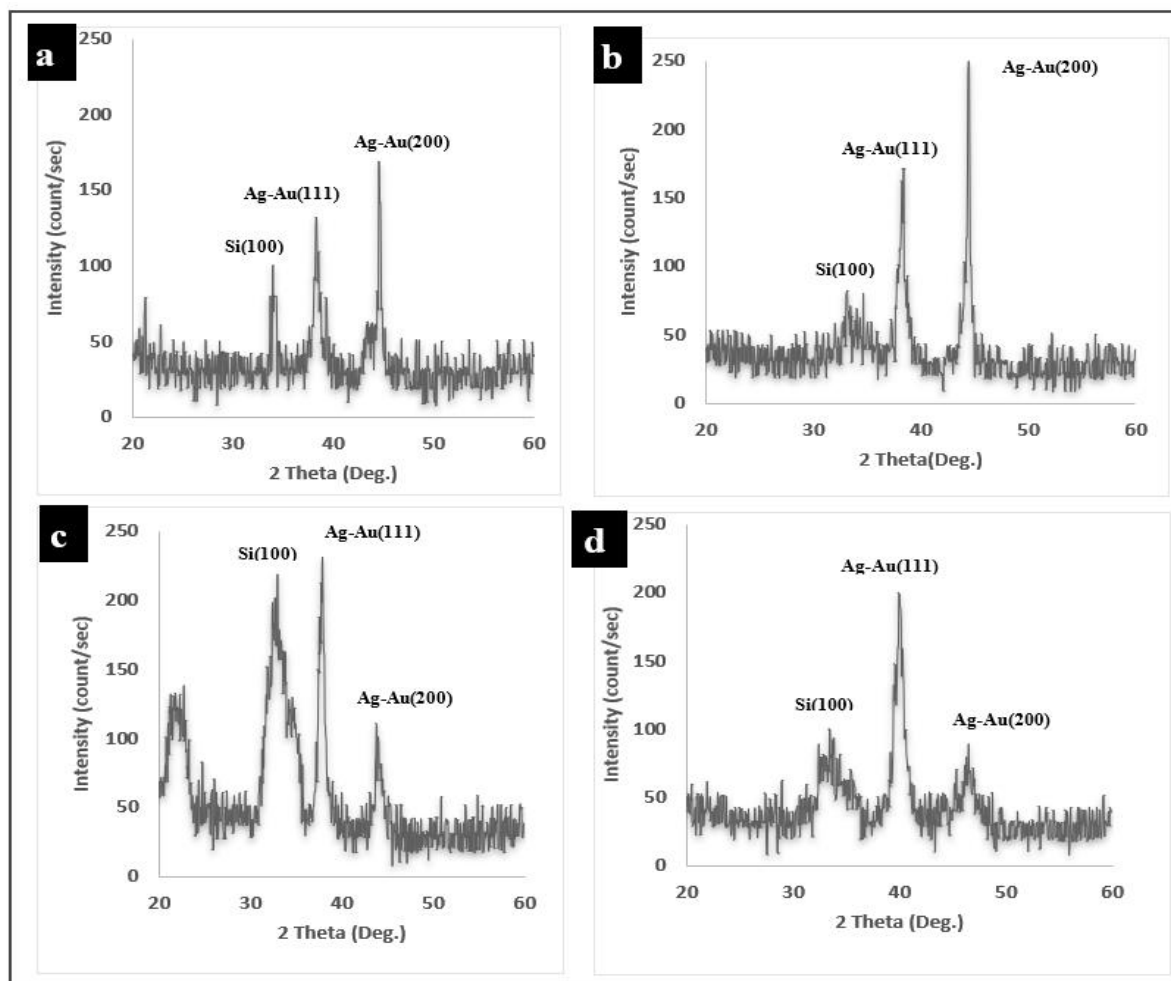 a
250
200
150
100
50
0
Intensity (count/sec)
Ag-Au(200)
Ag-Au(111)
Si(100)
20 30 40 50 60
2 Theta (Deg.)
b
250
200
150
100
50
0
Intensiy (count/sec)
Ag-Au(200)
Ag-Au(111)
Si(100)
20 30 40 50 60
2 Theta(Deg.)
c
250
200
150
100
50
0
Intensity (count/sec)
Ag-Au(111)
Si(100)
Ag-Au(200)
20 30 40 50 60
2 Theta (Deg.)
d
250
200
150
100
50
0
Intensity (count/sec)
Ag-Au(111)
Si(100)
Ag-Au(200)
20 30 40 50 60
2 Theta (Deg.)